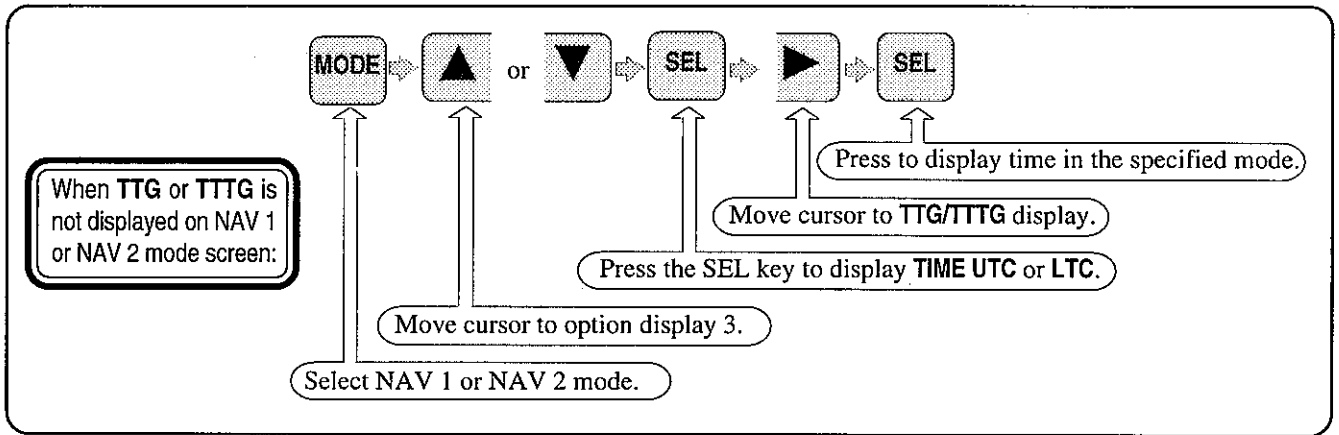 MODE ▲ or ▼ SEL ▶ SEL
Press to display time in the specified mode.
When TTG or TTTG is
not displayed on NAV 1
or NAV 2 mode screen:
Move cursor to TTG/TTTG display.
Press the SEL key to display TIME UTC or LTC.
Move cursor to option display 3.
Select NAV 1 or NAV 2 mode.